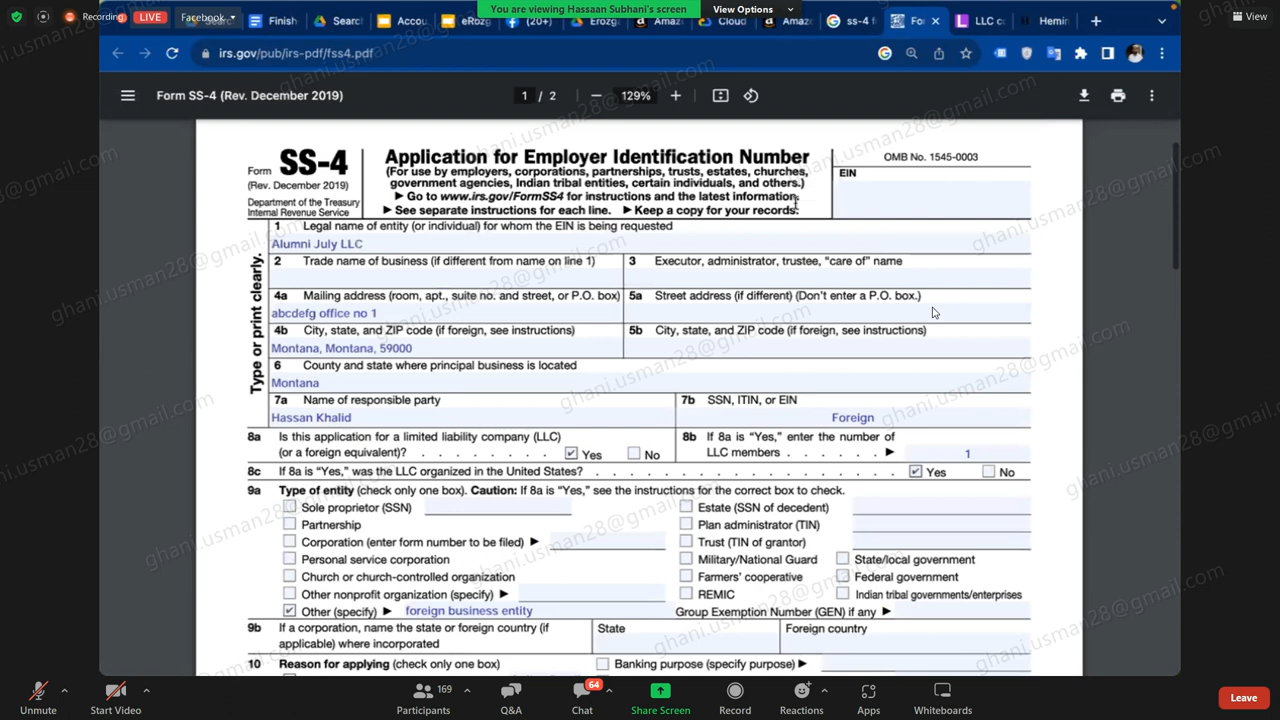 You are viewing Hassaan Subhani's screen
View Options
Recording
LIVE
Facebook
View
Finish
Search
Accou
eRozg
(20+)
Erozg
Amazo
Cloud
Amazo
ss-4 f
Fo
LLC c
Hemin
irs.gov/pub/irs-pdf/fss4.pdf
Form SS-4 (Rev. December 2019)
1 / 2
129%
Form SS-4
(Rev. December 2019)
Department of the Treasury
Internal Revenue Service
Application for Employer Identification Number
(For use by employers, corporations, partnerships, trusts, estates, churches,
government agencies, Indian tribal entities, certain individuals, and others.)
▶ Go to www.irs.gov/FormSS4 for instructions and the latest information.
▶ See separate instructions for each line. ▶ Keep a copy for your records.
OMB No. 1545-0003
EIN
Type or print clearly.
1 Legal name of entity (or individual) for whom the EIN is being requested
Alumni July LLC
2 Trade name of business (if different from name on line 1)
3 Executor, administrator, trustee, “care of” name
4a Mailing address (room, apt., suite no. and street, or P.O. box)
abcdefg office no 1
5a Street address (if different) (Don’t enter a P.O. box.)
4b City, state, and ZIP code (if foreign, see instructions)
Montana, Montana, 59000
5b City, state, and ZIP code (if foreign, see instructions)
6 County and state where principal business is located
Montana
7a Name of responsible party
Hassan Khalid
7b SSN, ITIN, or EIN
Foreign
8a Is this application for a limited liability company (LLC)
(or a foreign equivalent)? . . . . . . . . Yes No
8b If 8a is “Yes,” enter the number of
LLC members . . . . . . ▶ 1
8c If 8a is “Yes,” was the LLC organized in the United States? . . . . . . . . . . . . . . . . . . Yes No
9a Type of entity (check only one box). Caution: If 8a is “Yes,” see the instructions for the correct box to check.
Sole proprietor (SSN)
Partnership
Corporation (enter form number to be filed) ▶
Personal service corporation
Church or church-controlled organization
Other nonprofit organization (specify) ▶
Other (specify) ▶ foreign business entity
Estate (SSN of decedent)
Plan administrator (TIN)
Trust (TIN of grantor)
Military/National Guard
State/local government
Farmers’ cooperative
Federal government
REMIC
Indian tribal governments/enterprises
Group Exemption Number (GEN) if any ▶
9b If a corporation, name the state or foreign country (if
applicable) where incorporated
State
Foreign country
10 Reason for applying (check only one box)
Banking purpose (specify purpose) ▶
ghani.usman28@gmail.com
Unmute
Start Video
Participants 169
Q&A
Chat 64
Share Screen
Record
Reactions
Apps
Whiteboards
Leave